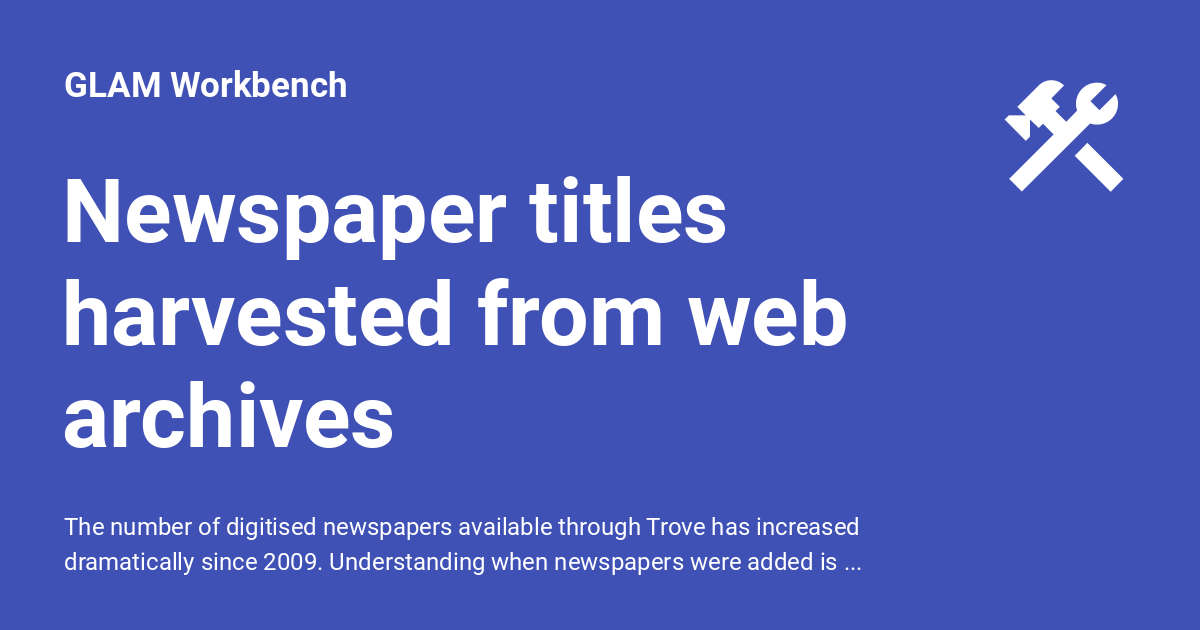 GLAM Workbench
Newspaper titles
harvested from web
archives
The number of digitised newspapers available through Trove has increased
dramatically since 2009. Understanding when newspapers were added is ...